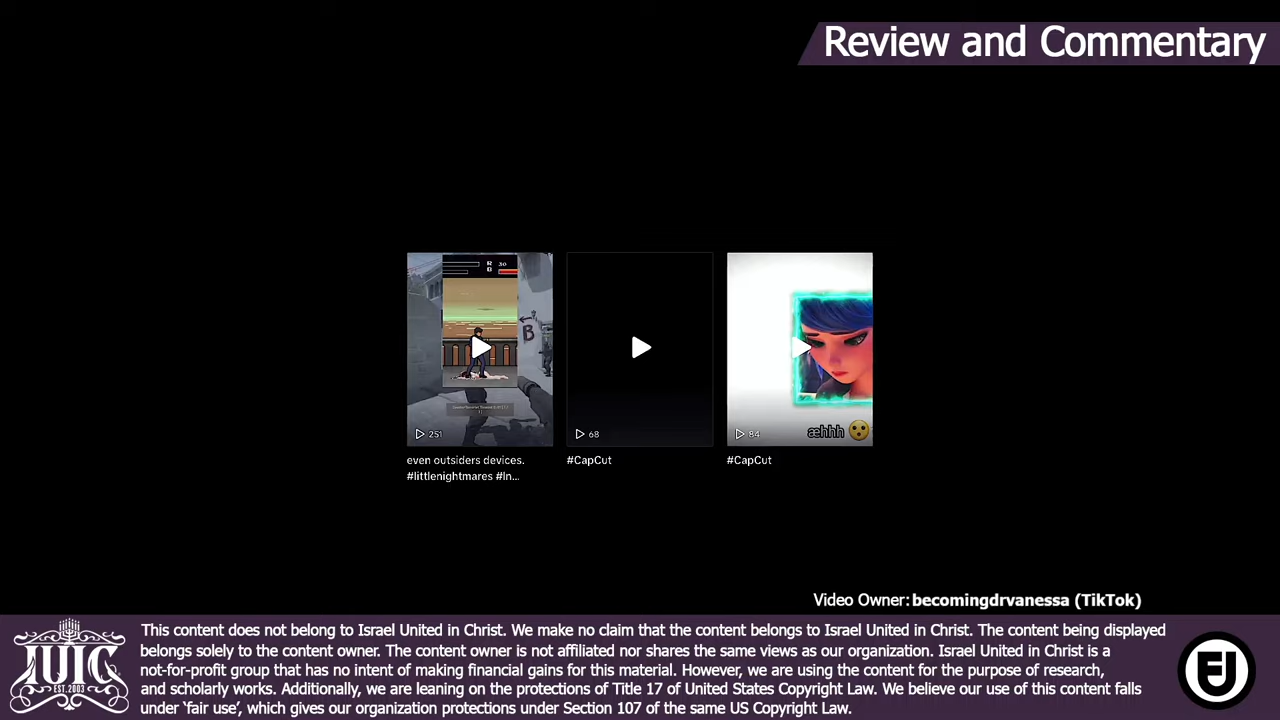 Review and Commentary
R 30
B
B
251
68
84
æhhh
even outsiders devices.
#littlenightmares #ln...
#CapCut
#CapCut
Video Owner: becomingdrvanessa (TikTok)
IUIC
EST.2003
This content does not belong to Israel United in Christ. We make no claim that the content belongs to Israel United in Christ. The content being displayed
belongs solely to the content owner. The content owner is not affiliated nor shares the same views as our organization. Israel United in Christ is a
not-for-profit group that has no intent of making financial gains for this material. However, we are using the content for the purpose of research,
and scholarly works. Additionally, we are leaning on the protections of Title 17 of United States Copyright Law. We believe our use of this content falls
under ‘fair use’, which gives our organization protections under Section 107 of the same US Copyright Law.